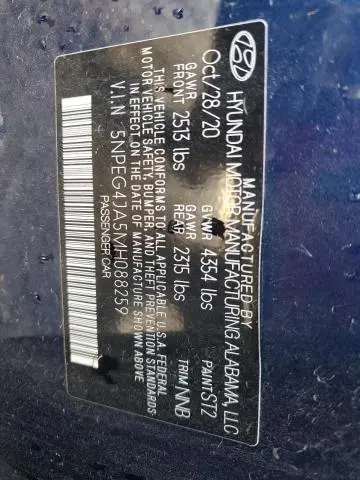 MANUFACTURED BY
HYUNDAI MOTOR MANUFACTURING ALABAMA, LLC
Oct/28/20 GVWR 4354 lbs PAINT ST2
GAWR FRONT 2513 lbs GAWR REAR 2315 lbs TRIM NNB
THIS VEHICLE CONFORMS TO ALL APPLICABLE U.S.A. FEDERAL
MOTOR VEHICLE SAFETY, BUMPER, AND THEFT PREVENTION STANDARDS
IN EFFECT ON THE DATE OF MANUFACTURE SHOWN ABOVE.
V.I.N 5NPEG4JA5MH088259
PASSENGER CAR